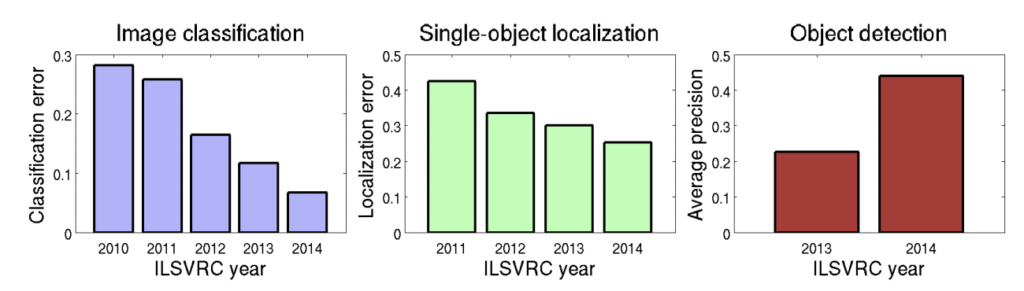 Image classification
Classification error
0.3
0.2
0.1
0
2010 2011 2012 2013 2014
ILSVRC year
Single-object localization
Localization error
0.5
0.4
0.3
0.2
0.1
0
2011 2012 2013 2014
ILSVRC year
Object detection
Average precision
0.5
0.4
0.3
0.2
0.1
0
2013 2014
ILSVRC year